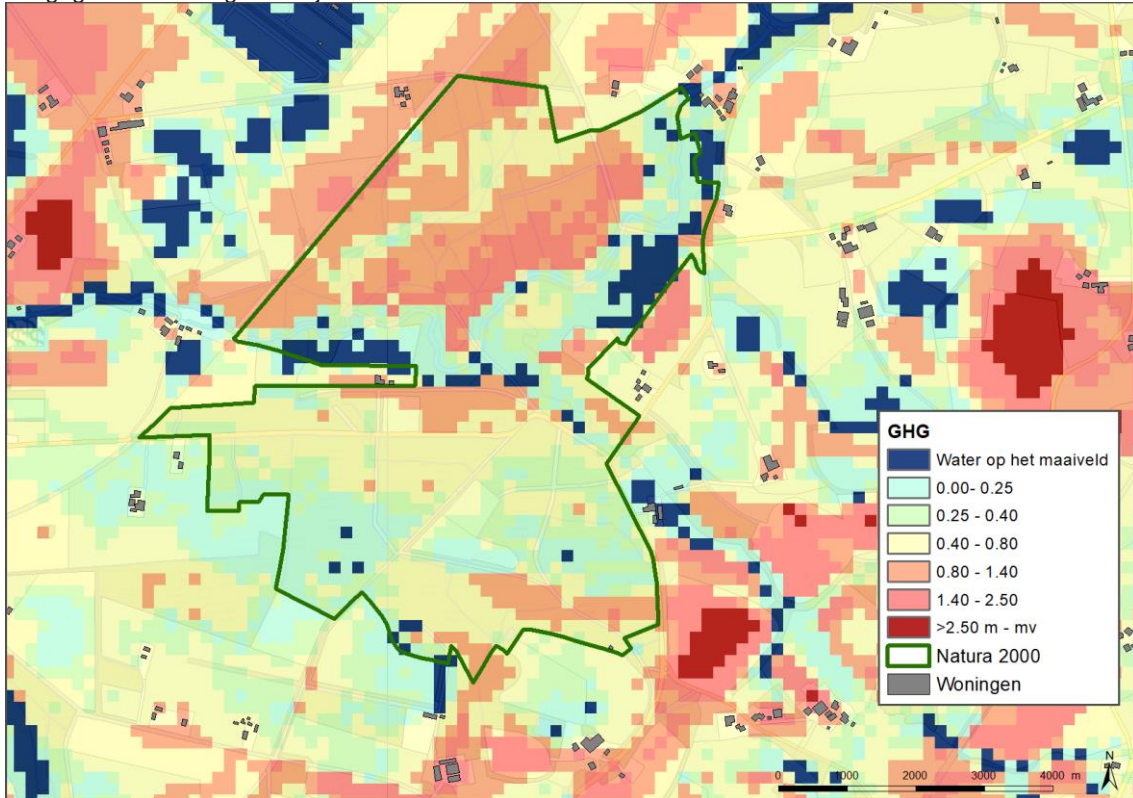 GHG
Water op het maaiveld
0.00- 0.25
0.25 - 0.40
0.40 - 0.80
0.80 - 1.40
1.40 - 2.50
>2.50 m - mv
Natura 2000
Woningen
N
0 1000 2000 3000 4000 m